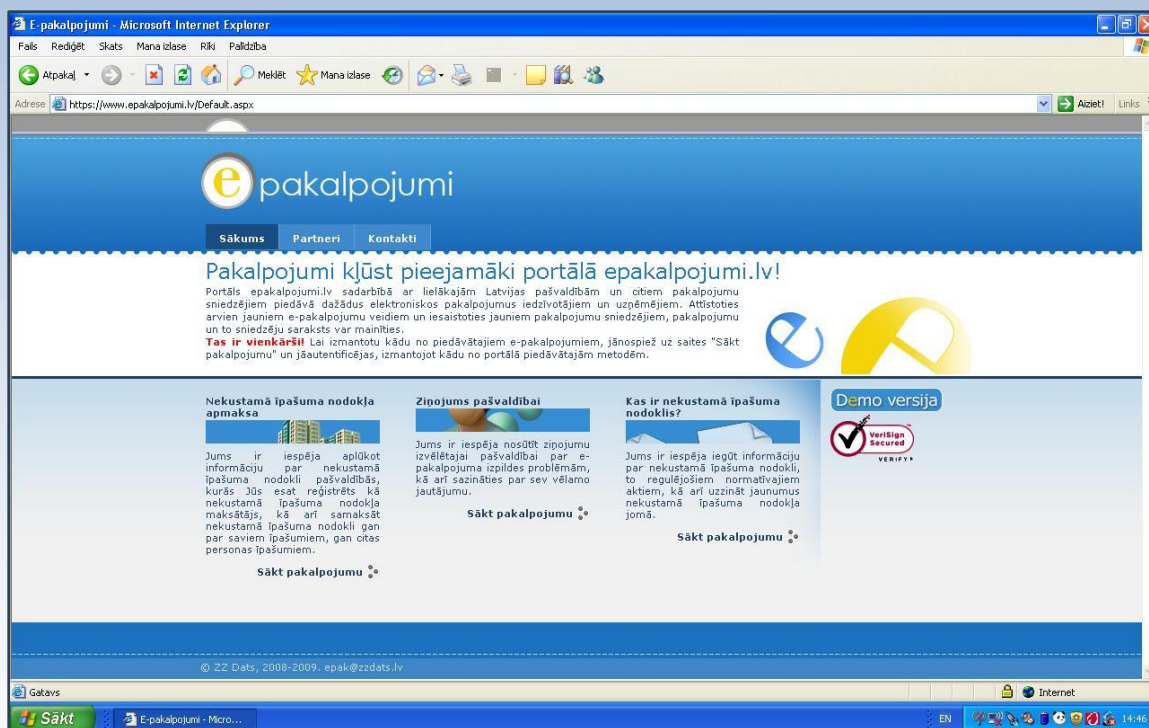 E-pakalpojumi - Microsoft Internet Explorer
Fails Rediģēt Skats Mana izlase Rīki Palīdzība
Atpakaļ Meklēt Mana izlase
Adrese https://www.epakalpojumi.lv/Default.aspx Aiziet! Links
epakalpojumi
Sākums Partneri Kontakti
Pakalpojumi kļūst pieejamāki portālā epakalpojumi.lv!
Portāls epakalpojumi.lv sadarbībā ar lielākajām Latvijas pašvaldībām un citiem pakalpojumu
sniedzējiem piedāvā dažādus elektroniskos pakalpojumus iedzīvotājiem un uzņēmējiem. Attīstoties
arvien jauniem e-pakalpojumu veidiem un iesaistoties jauniem pakalpojumu sniedzējiem, pakalpojumu
un to sniedzēju saraksts var mainīties.
Tas ir vienkārši! Lai izmantotu kādu no piedāvātajiem e-pakalpojumiem, jānospiež uz saites "Sākt
pakalpojumu" un jāautentificējas, izmantojot kādu no portālā piedāvātajām metodēm.
Nekustamā īpašuma nodokļa
apmaksa
Jums ir iespēja aplūkot
informāciju par nekustamā
īpašuma nodokli pašvaldībās,
kurās Jūs esat reģistrēts kā
nekustamā īpašuma nodokļa
maksātājs, kā arī samaksāt
nekustamā īpašuma nodokli gan
par saviem īpašumiem, gan citas
personas īpašumiem.
Sākt pakalpojumu
Ziņojums pašvaldībai
Jums ir iespēja nosūtīt ziņojumu
izvēlētajai pašvaldībai par e-
pakalpojuma izpildes problēmām,
kā arī sazināties par sev vēlamo
jautājumu.
Sākt pakalpojumu
Kas ir nekustamā īpašuma
nodoklis?
Jums ir iespēja iegūt informāciju
par nekustamā īpašuma nodokli,
to regulējošiem normatīvajiem
aktiem, kā arī uzzināt jaunumus
nekustamā īpašuma nodokļa
jomā.
Sākt pakalpojumu
Demo versija
VeriSign
Secured
VERIFY
© ZZ Dats, 2008-2009. epak@zzdats.lv
Gatavs Internet
Sākt E-pakalpojumi - Micro... EN 14:46